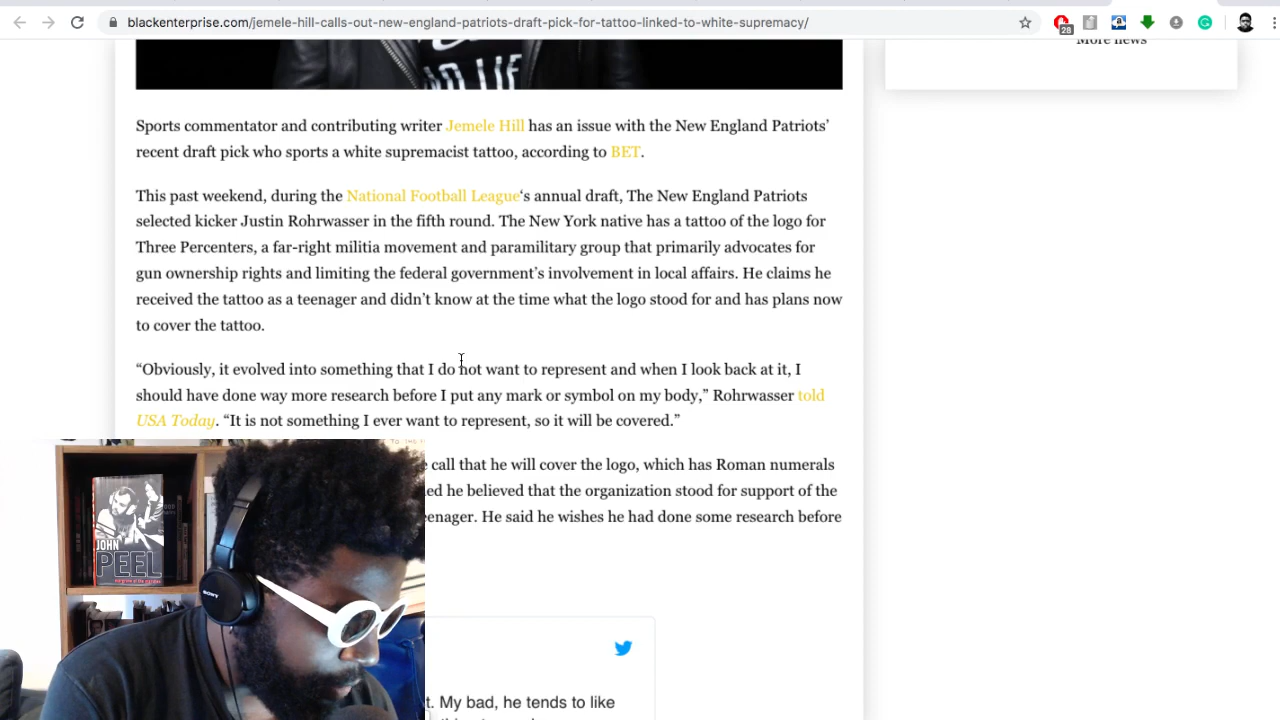 blackenterprise.com/jemele-hill-calls-out-new-england-patriots-draft-pick-for-tattoo-linked-to-white-supremacy/
28
More news
NO LIE
Sports commentator and contributing writer Jemele Hill has an issue with the New England Patriots’
recent draft pick who sports a white supremacist tattoo, according to BET.
This past weekend, during the National Football League‘s annual draft, The New England Patriots
selected kicker Justin Rohrwasser in the fifth round. The New York native has a tattoo of the logo for
Three Percenters, a far-right militia movement and paramilitary group that primarily advocates for
gun ownership rights and limiting the federal government’s involvement in local affairs. He claims he
received the tattoo as a teenager and didn’t know at the time what the logo stood for and has plans now
to cover the tattoo.
“Obviously, it evolved into something that I do not want to represent and when I look back at it, I
should have done way more research before I put any mark or symbol on my body,” Rohrwasser told
USA Today. “It is not something I ever want to represent, so it will be covered.”
call that he will cover the logo, which has Roman numerals
he believed that the organization stood for support of the
teenager. He said he wishes he had done some research before
JOHN
PEEL
SONY
t. My bad, he tends to like